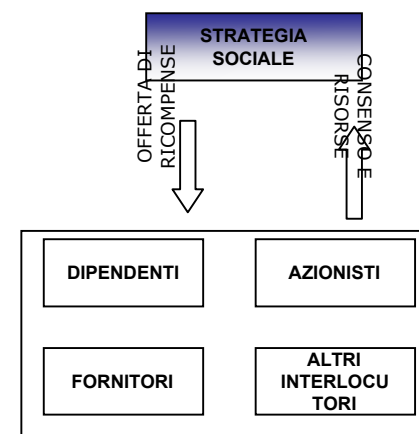 STRATEGIA
SOCIALE
OFFERTA DI
RICOMPENSE
CONSENSO E
RISORSE
DIPENDENTI
AZIONISTI
FORNITORI
ALTRI
INTERLOCU
TORI